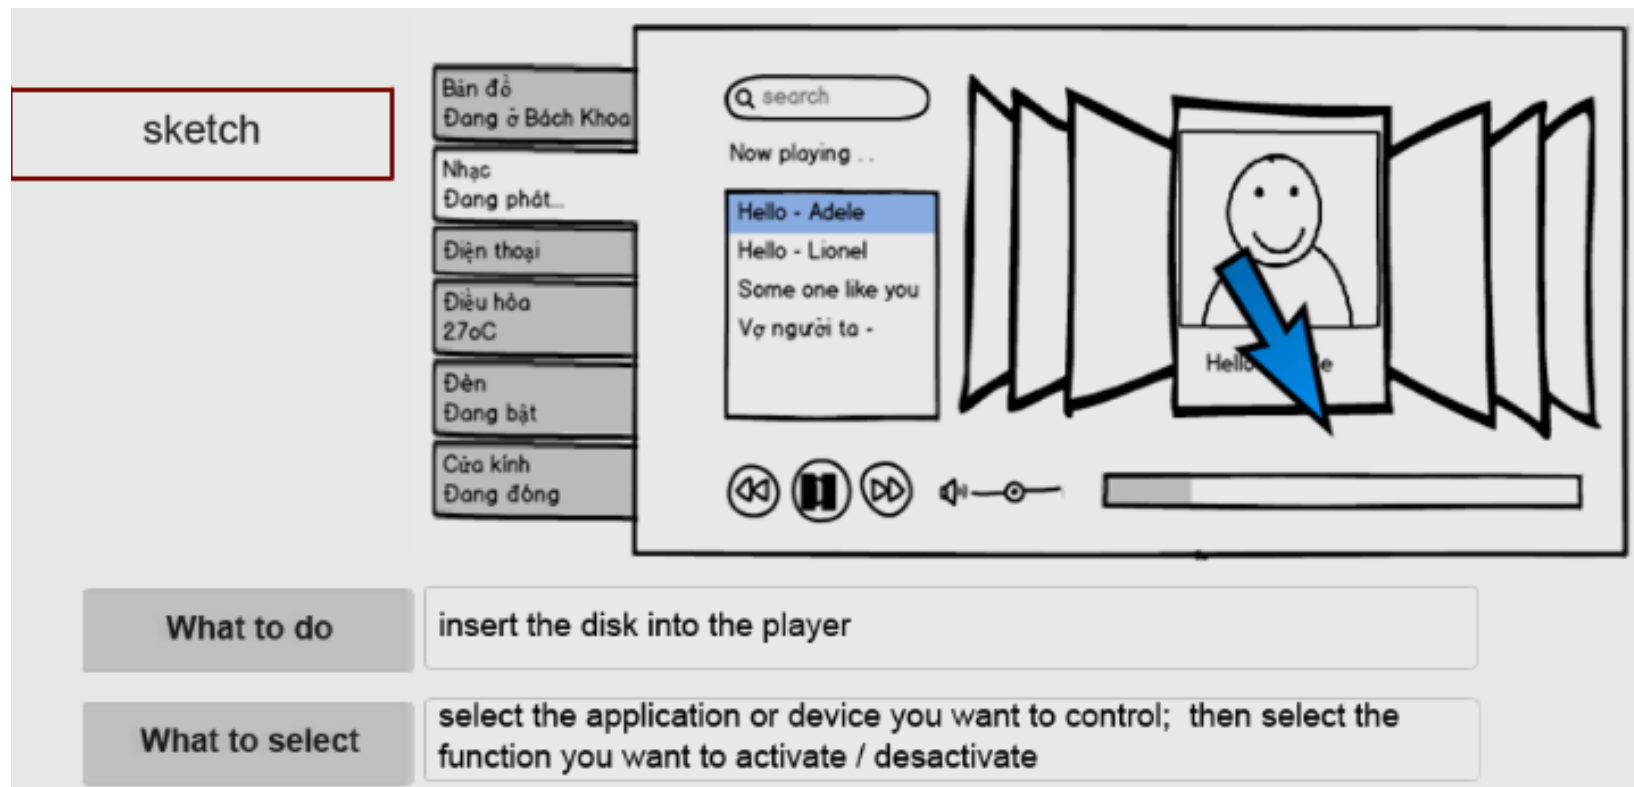 sketch
Bản đồ
Đang ở Bách Khoa
Nhạc
Đang phát...
Điện thoại
Điều hòa
27oC
Đèn
Đang bật
Cửa kính
Đang đóng
search
Now playing . .
Hello - Adele
Hello - Lionel
Some one like you
Vợ người ta -
Hello
What to do
insert the disk into the player
What to select
select the application or device you want to control;  then select the
function you want to activate / desactivate